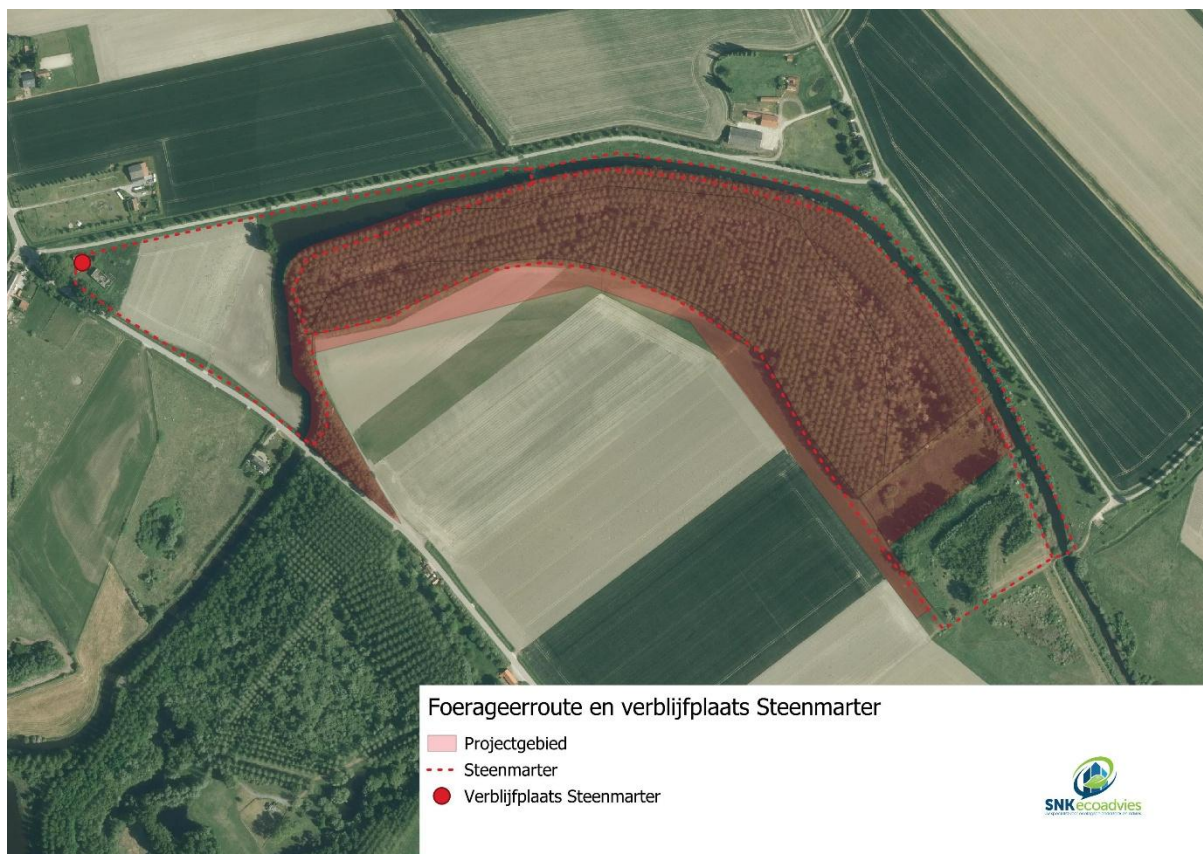 Foerageerroute en verblijfplaats Steenmarter
Projectgebied
Steenmarter
Verblijfplaats Steenmarter
SNKecoadvies